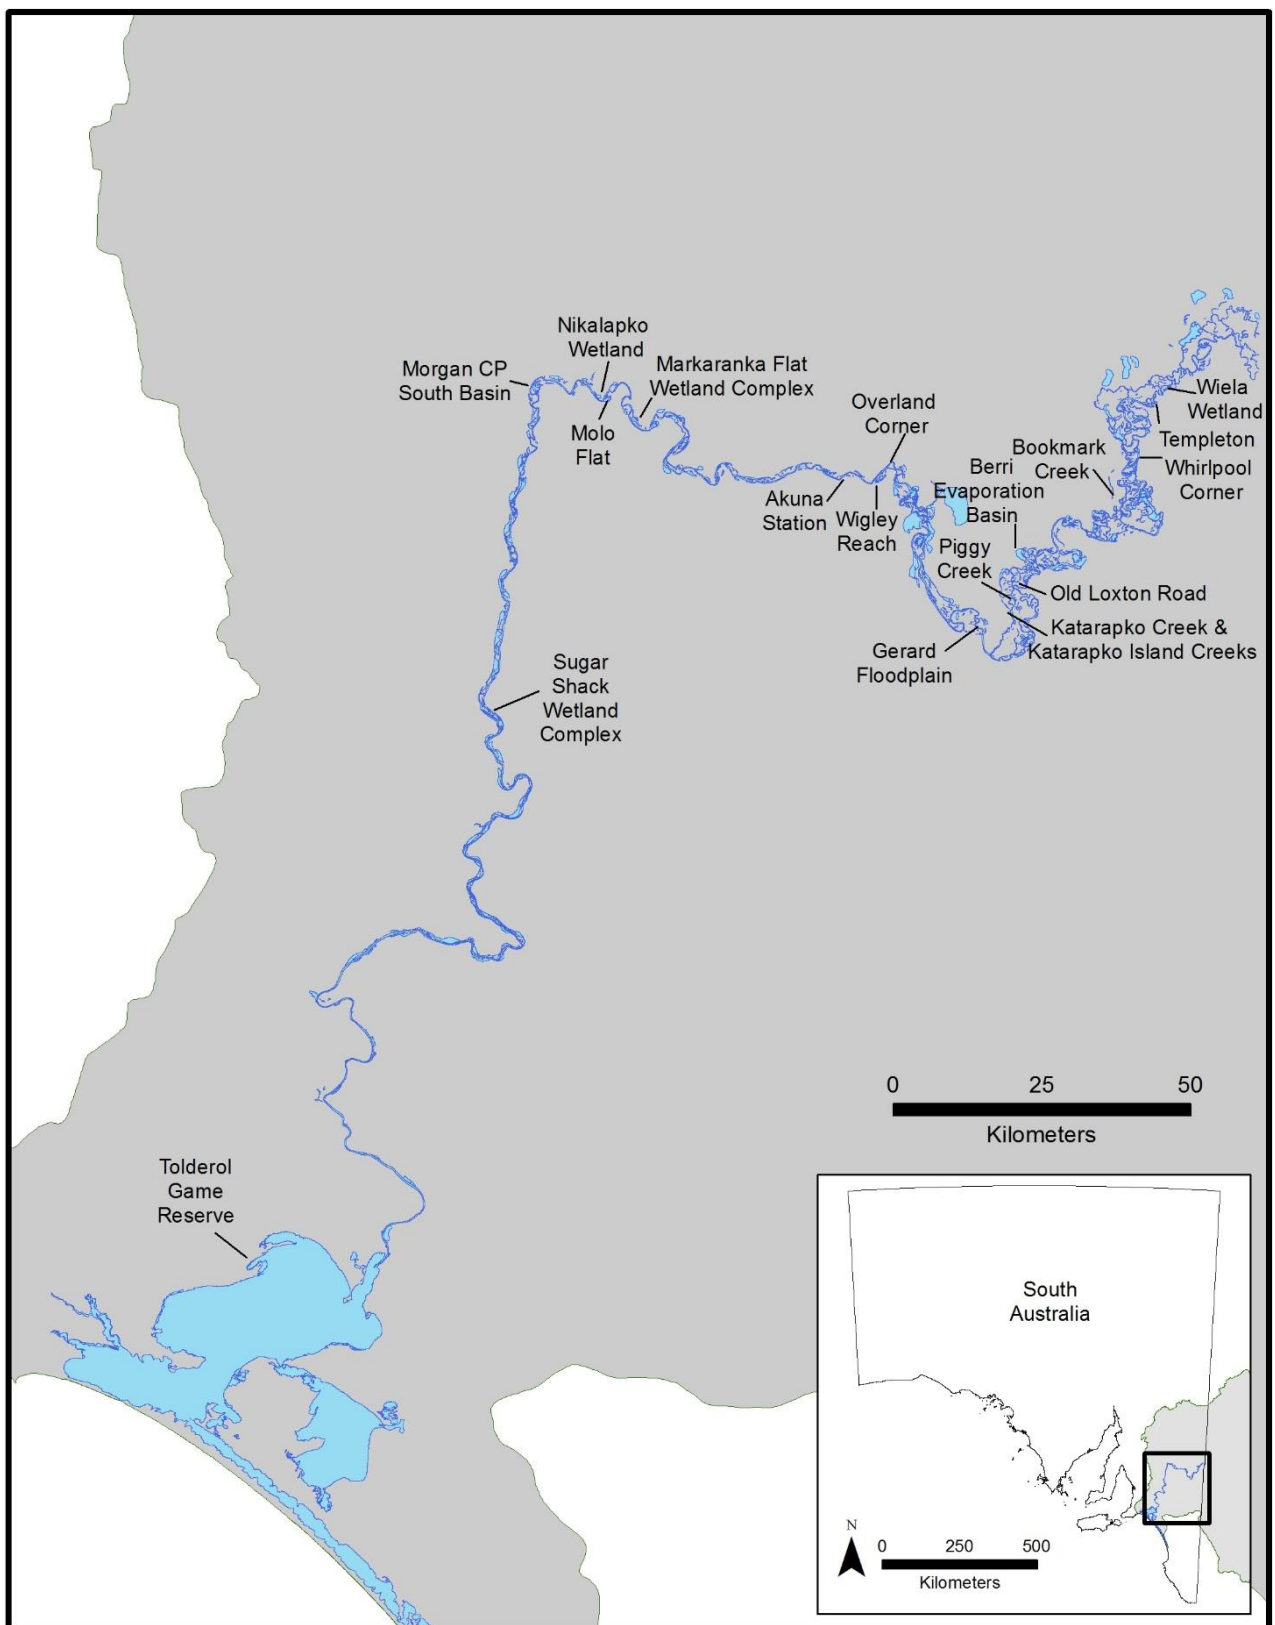 Nikalapko
Wetland
Morgan CP
South Basin
Markaranka Flat
Wetland Complex
Molo
Flat
Overland
Corner
Wiela
Wetland
Templeton
Bookmark
Creek
Whirlpool
Corner
Berri
Evaporation
Basin
Akuna
Station
Wigley
Reach
Piggy
Creek
Old Loxton Road
Katarapko Creek &
Katarapko Island Creeks
Gerard
Floodplain
Sugar
Shack
Wetland
Complex
0 25 50
Kilometers
Tolderol
Game
Reserve
South
Australia
N
0 250 500
Kilometers